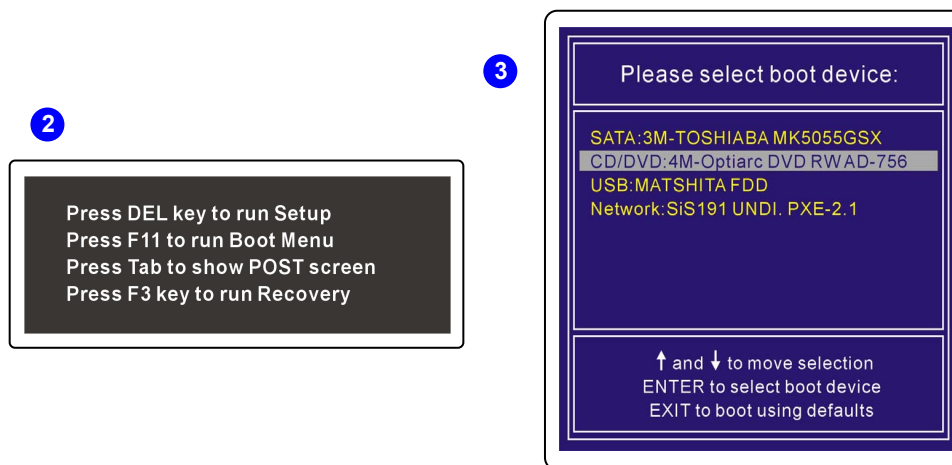 2
Press DEL key to run Setup
Press F11 to run Boot Menu
Press Tab to show POST screen
Press F3 key to run Recovery
3
Please select boot device:
SATA:3M-TOSHIABA MK5055GSX
CD/DVD:4M-Optiarc DVD RW AD-756
USB:MATSHITA FDD
Network:SiS191 UNDI. PXE-2.1
↑ and ↓ to move selection
ENTER to select boot device
EXIT to boot using defaults